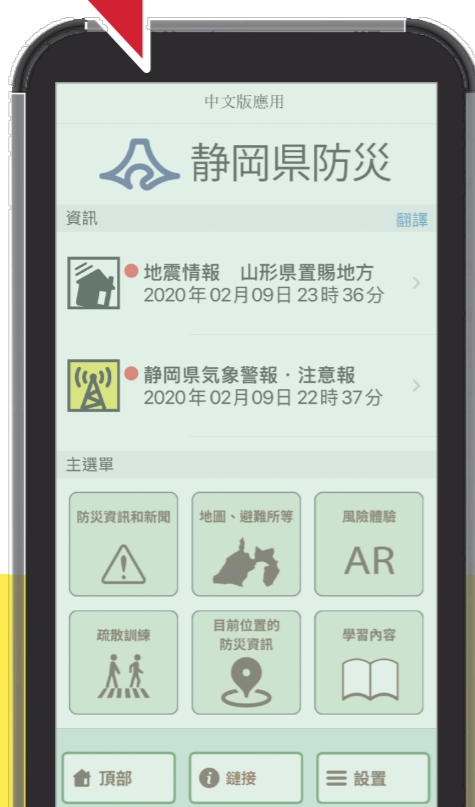 中文版應用
静岡県防災
資訊
翻譯
地震情報　山形県置賜地方
2020年02月09日 23時36分
静岡県気象警報・注意報
2020年02月09日 22時37分
主選單
防災資訊和新聞
地圖、避難所等
風險體驗
AR
疏散訓練
目前位置的
防災資訊
學習內容
頂部
鏈接
設置